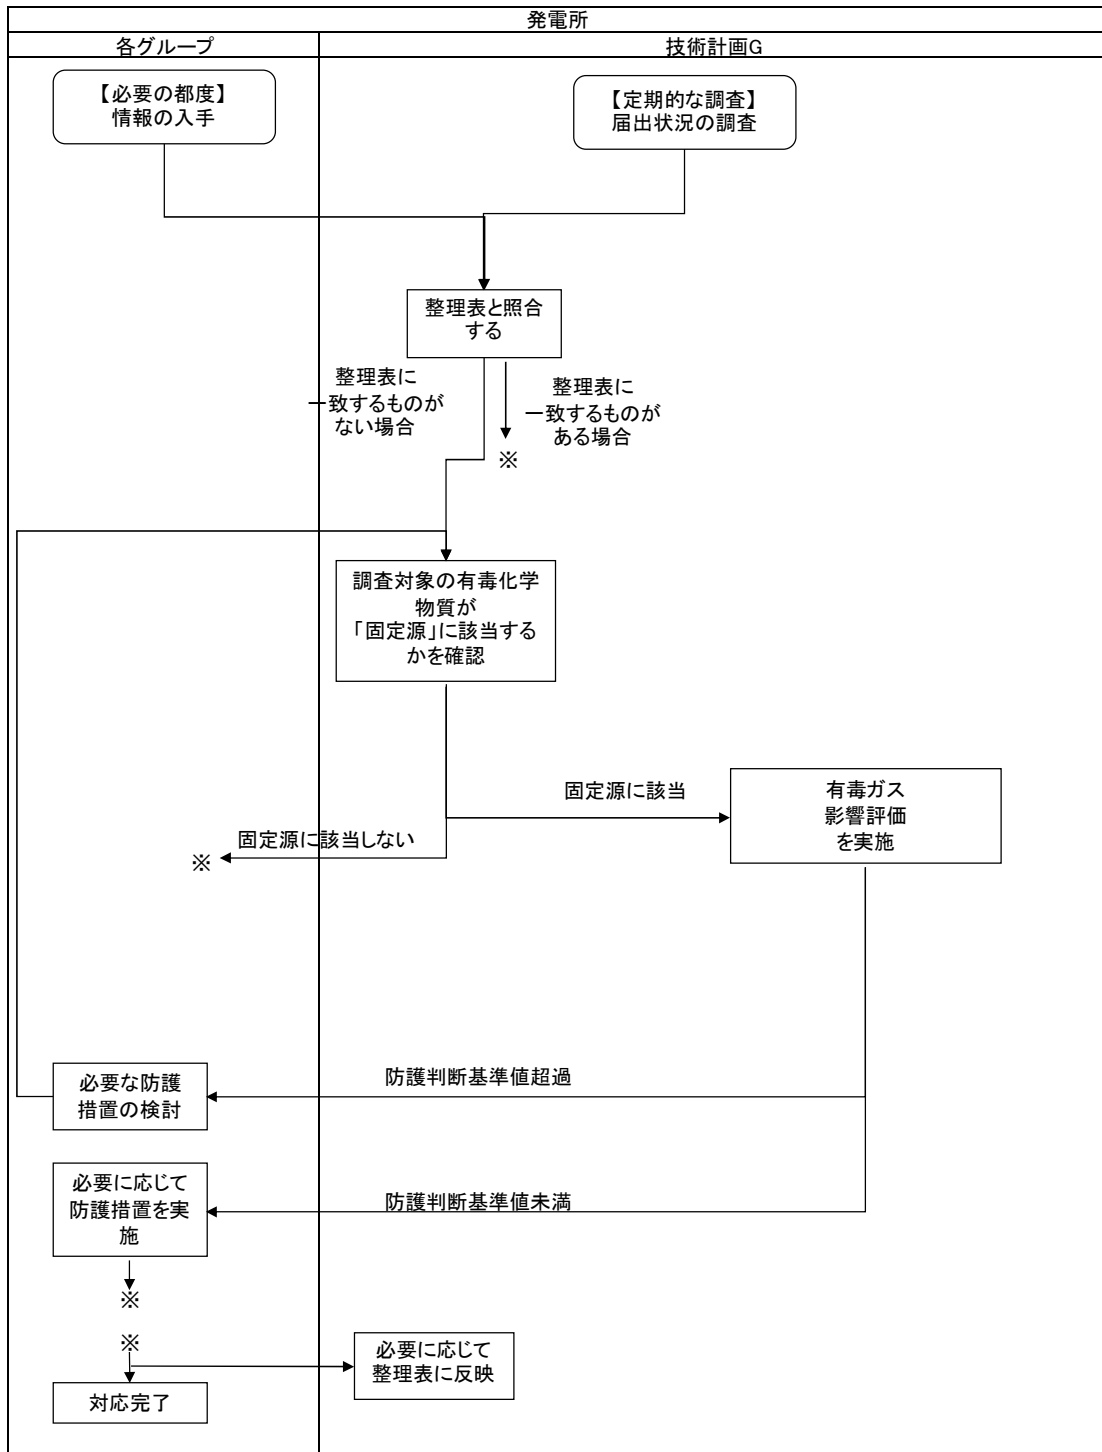 発電所
各グループ
技術計画G
【必要の都度】
情報の入手
【定期的な調査】
届出状況の調査
整理表と照合
する
整理表に
一致するものが
ない場合
整理表に
一致するものが
ある場合
※
調査対象の有毒化学
物質が
「固定源」に該当する
かを確認
固定源に該当
有毒ガス
影響評価
を実施
固定源に該当しない
※
必要な防護
措置の検討
防護判断基準値超過
必要に応じて
防護措置を実
施
防護判断基準値未満
※
※
必要に応じて
整理表に反映
対応完了